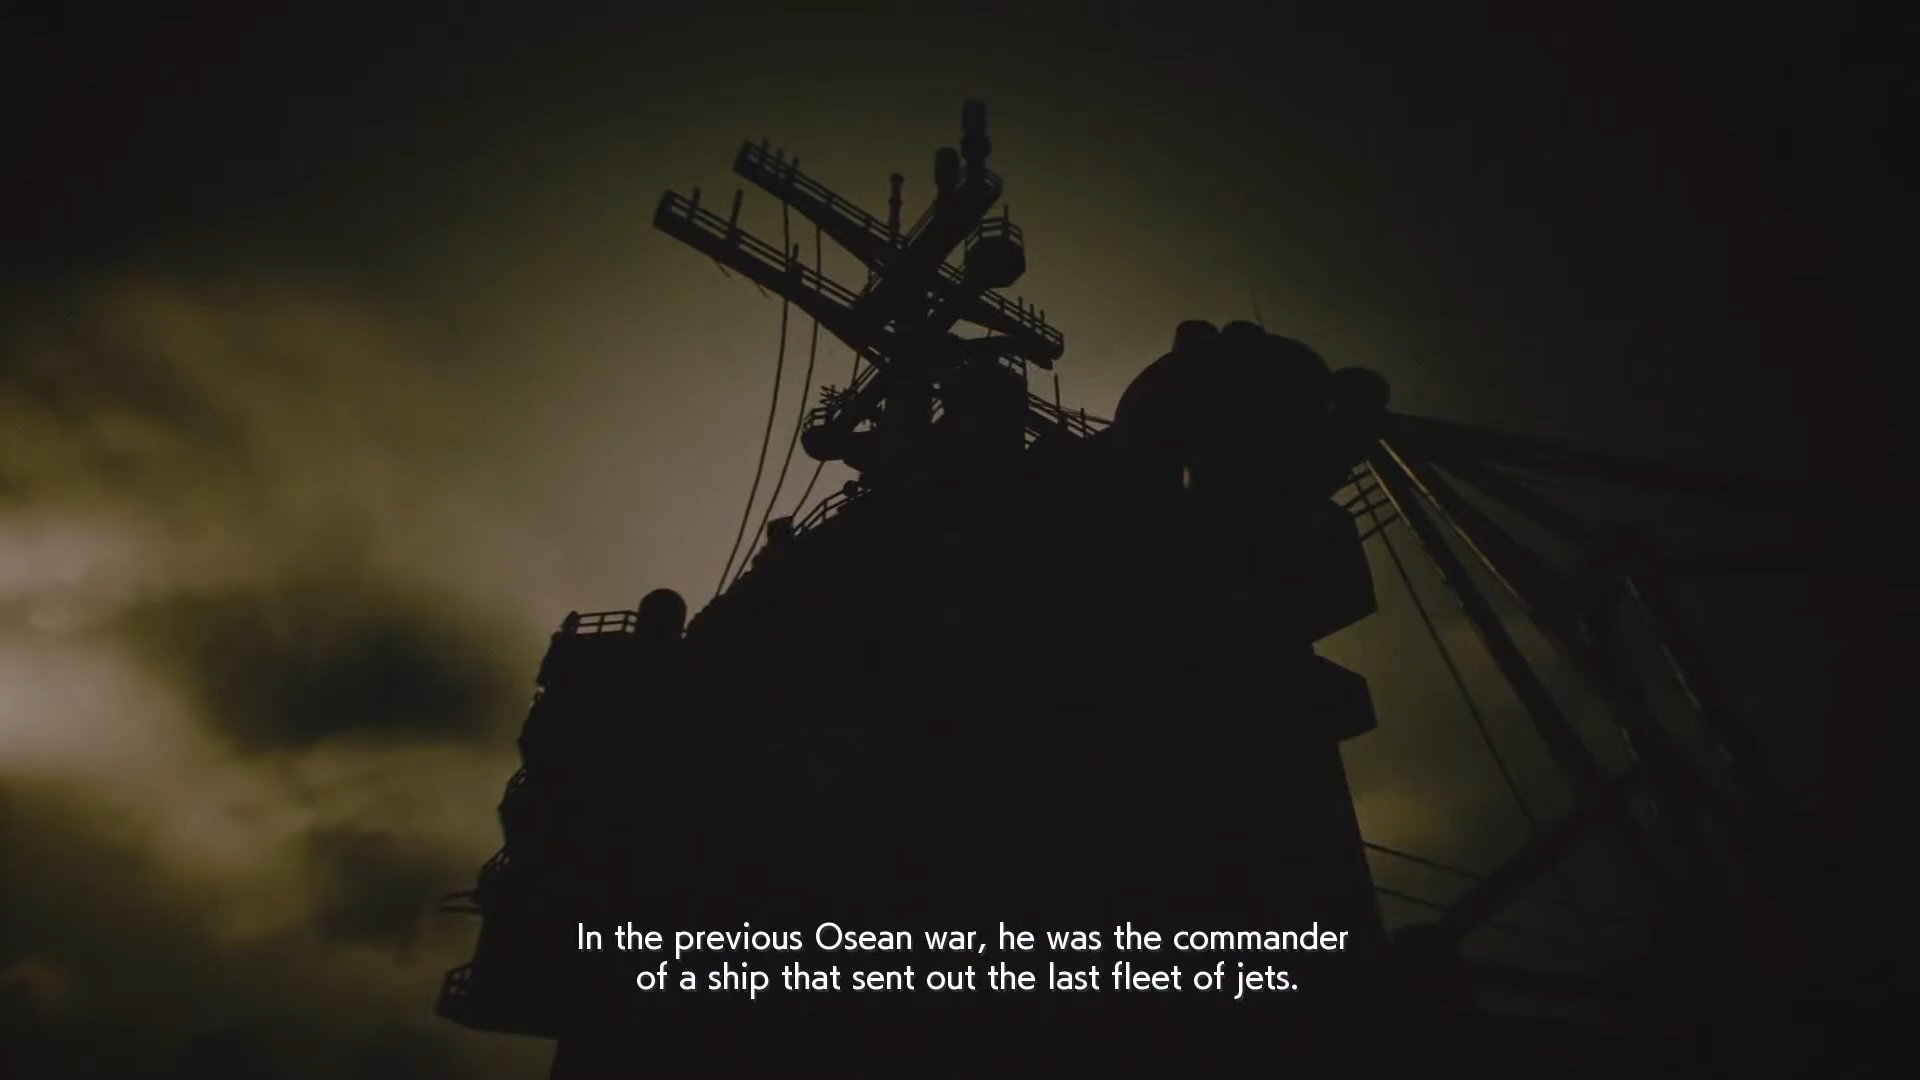 In the previous Osean war, he was the commander
of a ship that sent out the last fleet of jets.